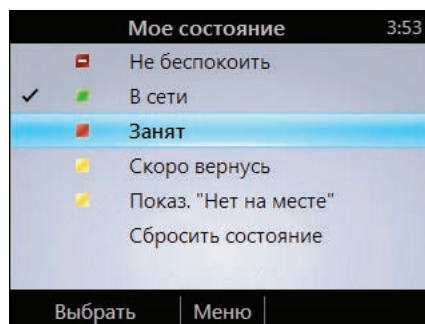 Мое состояние 3:53
Не беспокоить
В сети
Занят
Скоро вернусь
Показ. "Нет на месте"
Сбросить состояние
Выбрать Меню